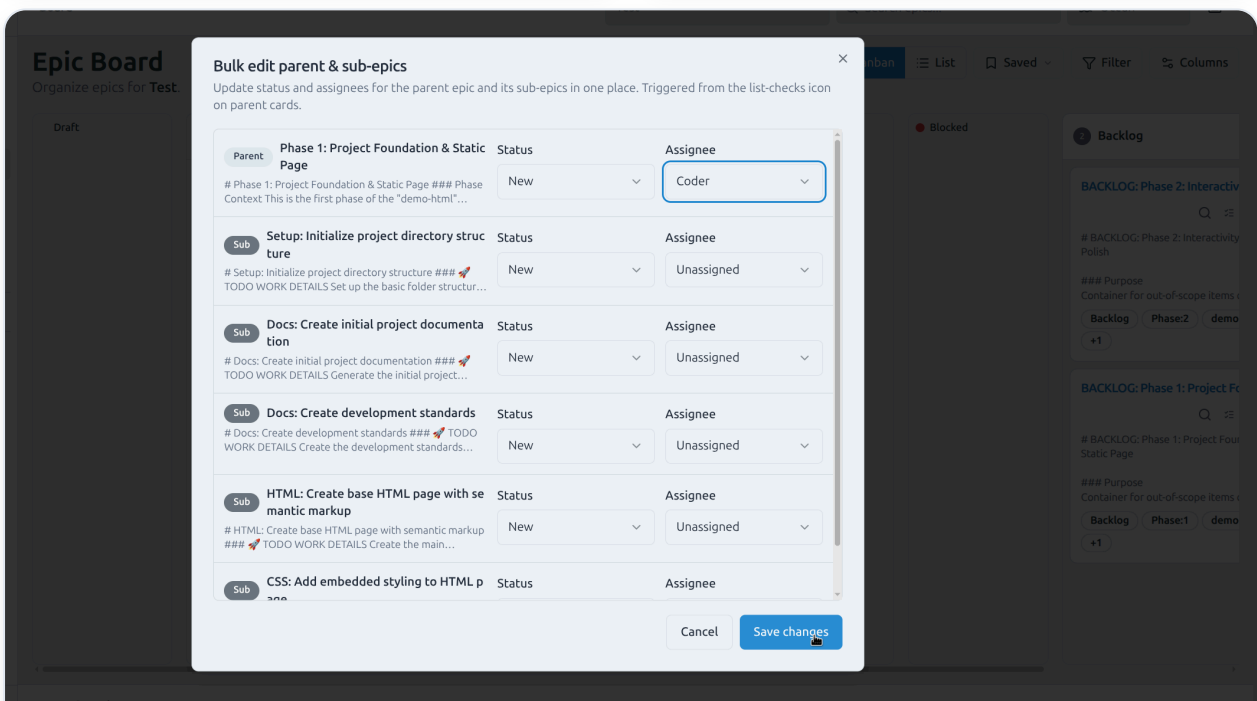 Epic Board
Organize epics for Test.
Kanban
List
Saved
Filter
Columns
Draft
Blocked
2 Backlog
BACKLOG: Phase 2: Interactiv
# BACKLOG: Phase 2: Interactivity
Polish
### Purpose
Container for out-of-scope items
Backlog Phase:2 demo
+1
BACKLOG: Phase 1: Project Fo
# BACKLOG: Phase 1: Project Foun
Static Page
### Purpose
Container for out-of-scope items
Backlog Phase:1 demo
+1
Bulk edit parent & sub-epics
Update status and assignees for the parent epic and its sub-epics in one place. Triggered from the list-checks icon
on parent cards.
Parent
Phase 1: Project Foundation & Static
Page
# Phase 1: Project Foundation & Static Page ### Phase
Context This is the first phase of the "demo-html"…
Status
New
Assignee
Coder
Sub
Setup: Initialize project directory struc
ture
# Setup: Initialize project directory structure ### 🚀
TODO WORK DETAILS Set up the basic folder structur…
Status
New
Assignee
Unassigned
Sub
Docs: Create initial project documenta
tion
# Docs: Create initial project documentation ### 🚀
TODO WORK DETAILS Generate the initial project…
Status
New
Assignee
Unassigned
Sub
Docs: Create development standards
# Docs: Create development standards ### 🚀 TODO
WORK DETAILS Create the development standards…
Status
New
Assignee
Unassigned
Sub
HTML: Create base HTML page with se
mantic markup
# HTML: Create base HTML page with semantic markup
### 🚀 TODO WORK DETAILS Create the main…
Status
New
Assignee
Unassigned
Sub
CSS: Add embedded styling to HTML p
age
Status
Assignee
Cancel
Save changes